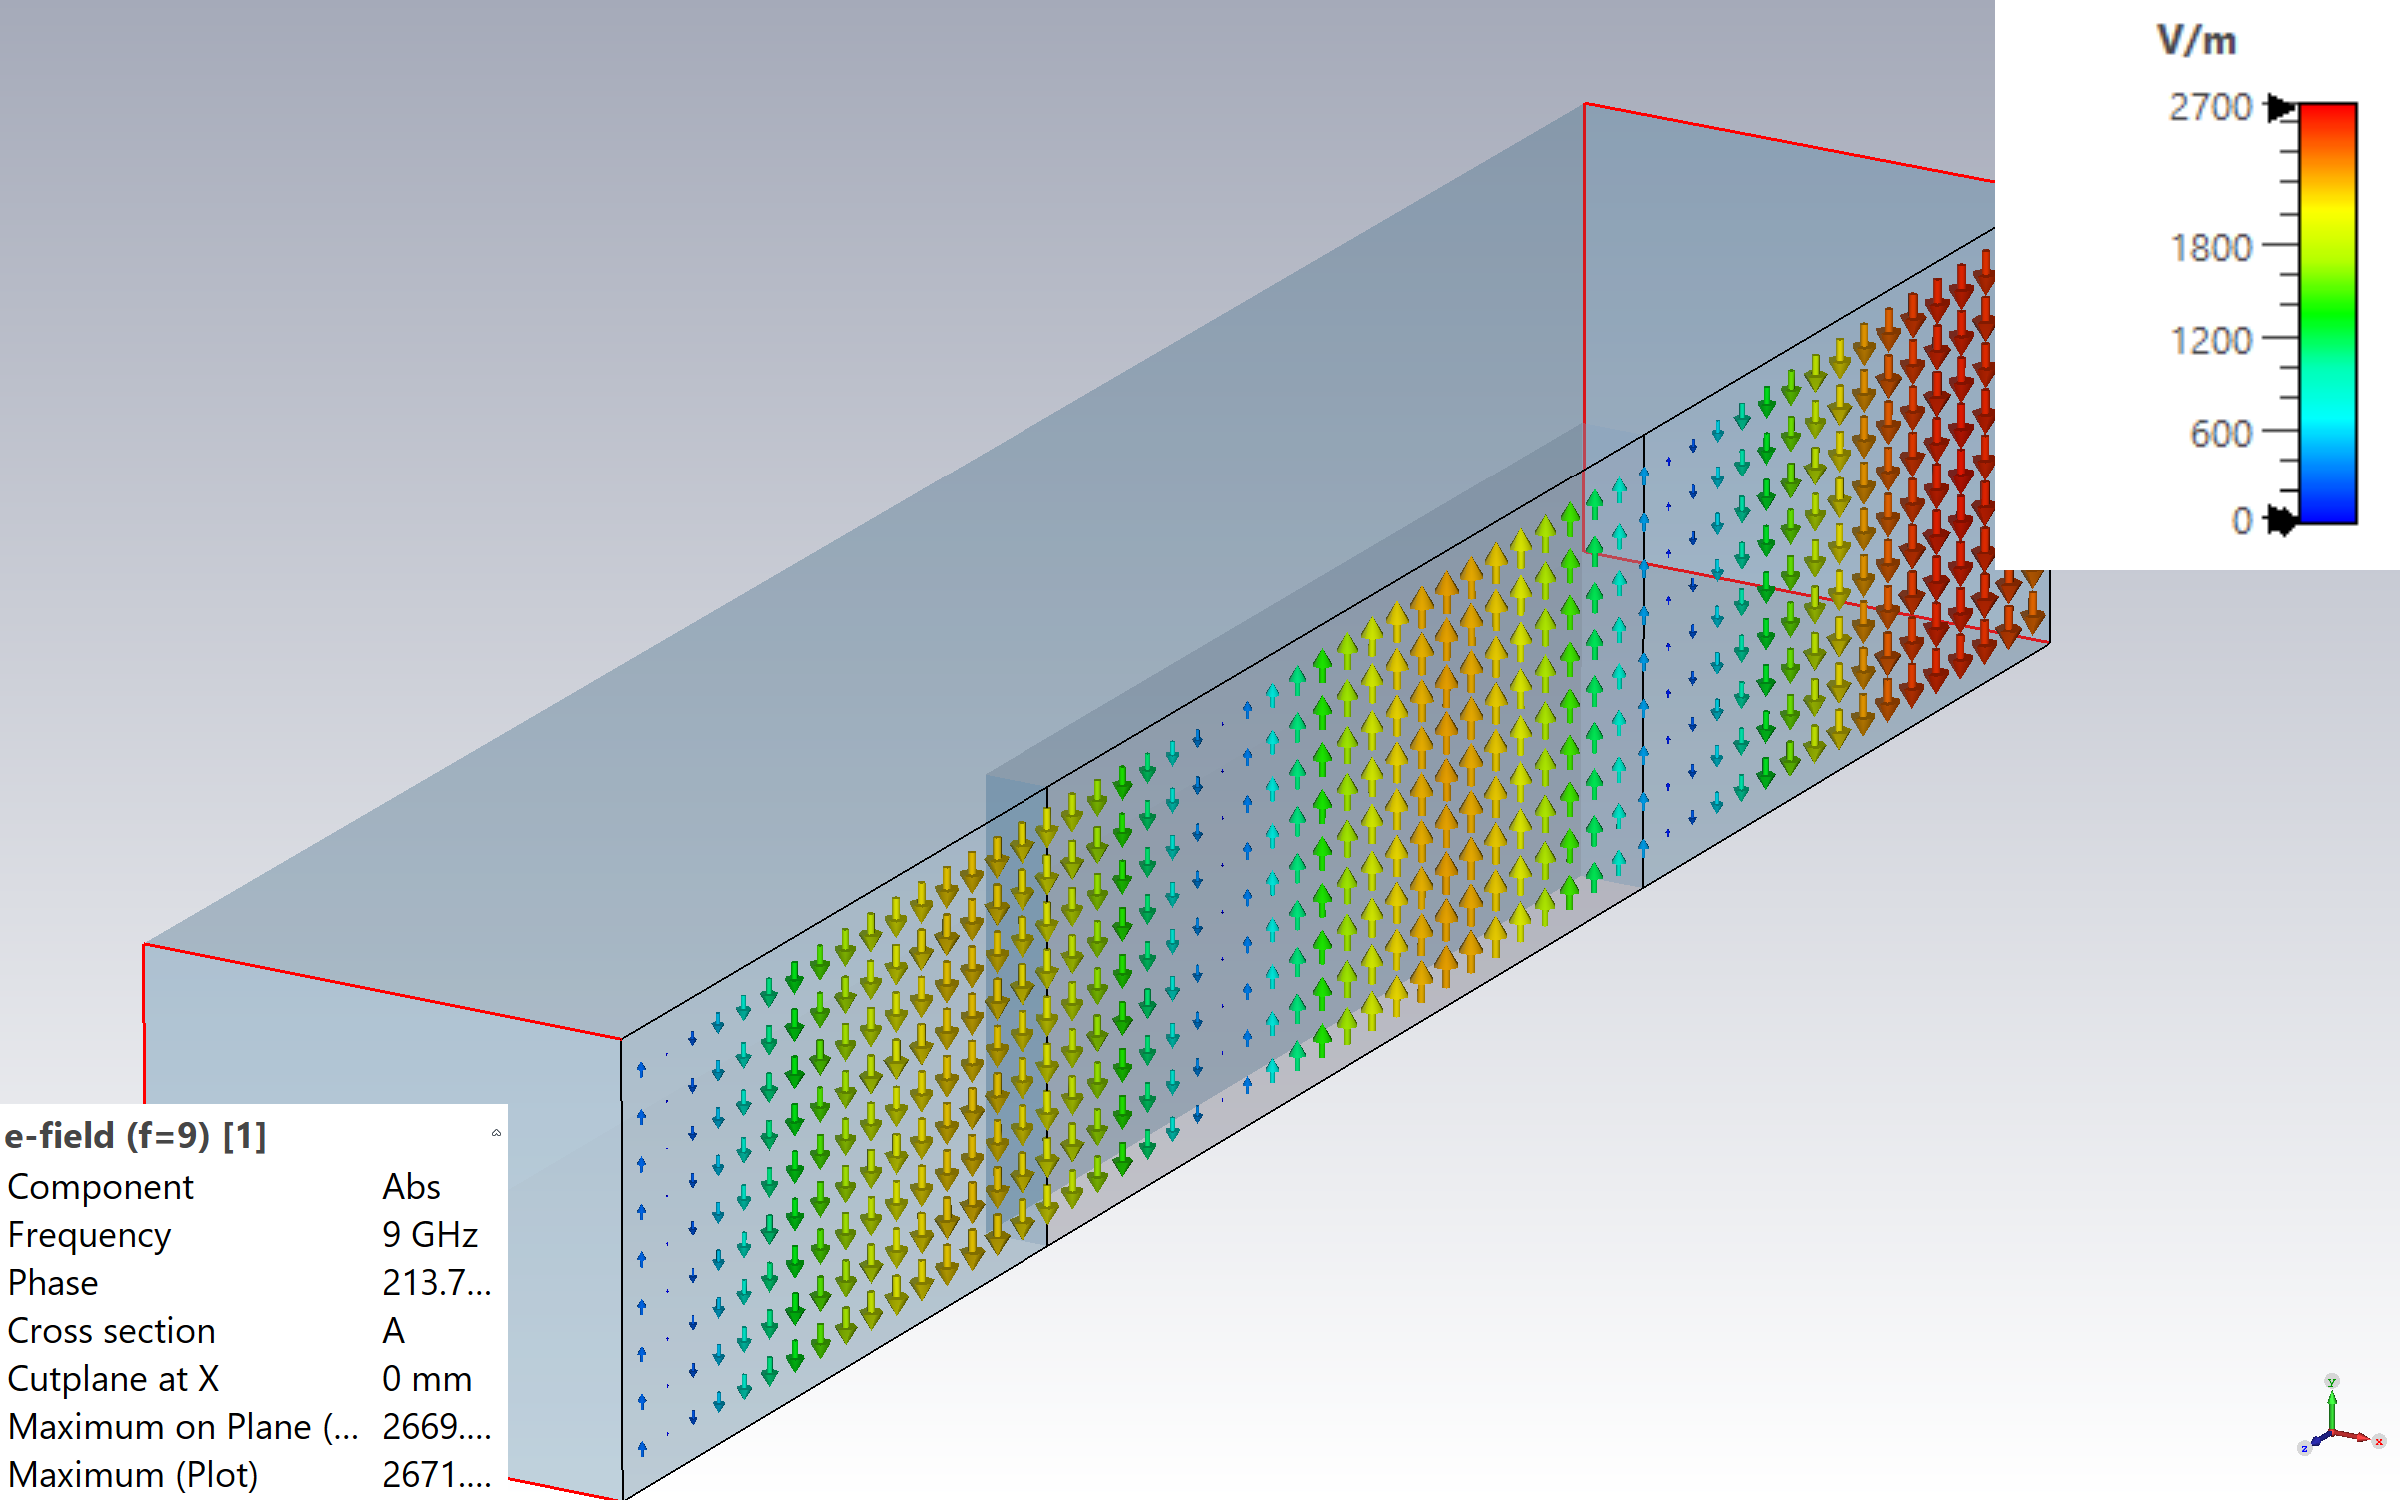 V/m
2700
1800
1200
600
0
e-field (f=9) [1]
Component Abs
Frequency 9 GHz
Phase 213.7...
Cross section A
Cutplane at X 0 mm
Maximum on Plane (... 2669....
Maximum (Plot) 2671....
y
z
x